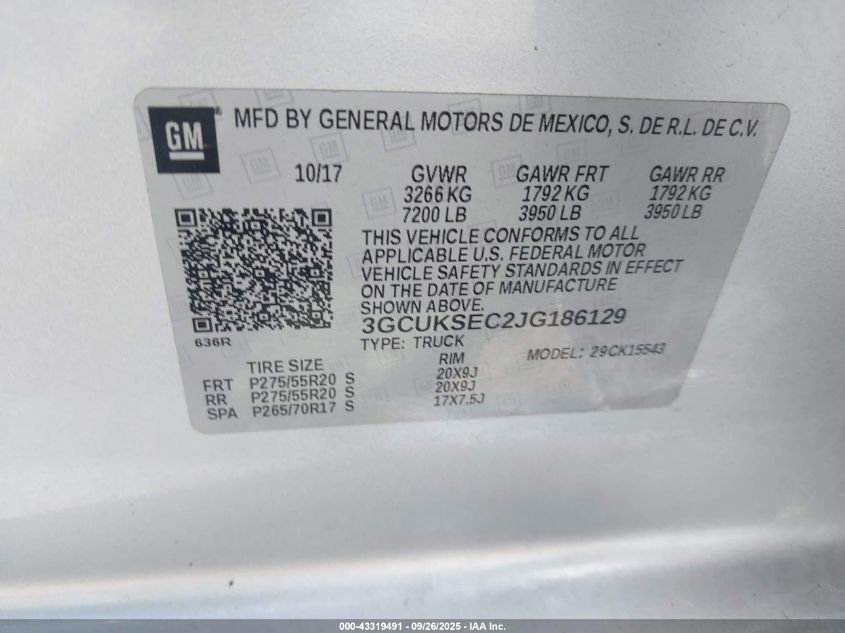 GM ® MFD BY GENERAL MOTORS DE MEXICO, S. DE R.L. DE C.V.
10/17 GVWR GAWR FRT GAWR RR
3266 KG 1792 KG 1792 KG
7200 LB 3950 LB 3950 LB
THIS VEHICLE CONFORMS TO ALL
APPLICABLE U.S. FEDERAL MOTOR
VEHICLE SAFETY STANDARDS IN EFFECT
ON THE DATE OF MANUFACTURE
SHOWN ABOVE.
3GCUKSEC2JG186129
636R TYPE: TRUCK MODEL: 29CK15543
TIRE SIZE RIM
FRT P275/55R20 S 20X9J
RR P275/55R20 S 20X9J
SPA P265/70R17 S 17X7.5J
000-43319491 - 09/26/2025 - IAA Inc.